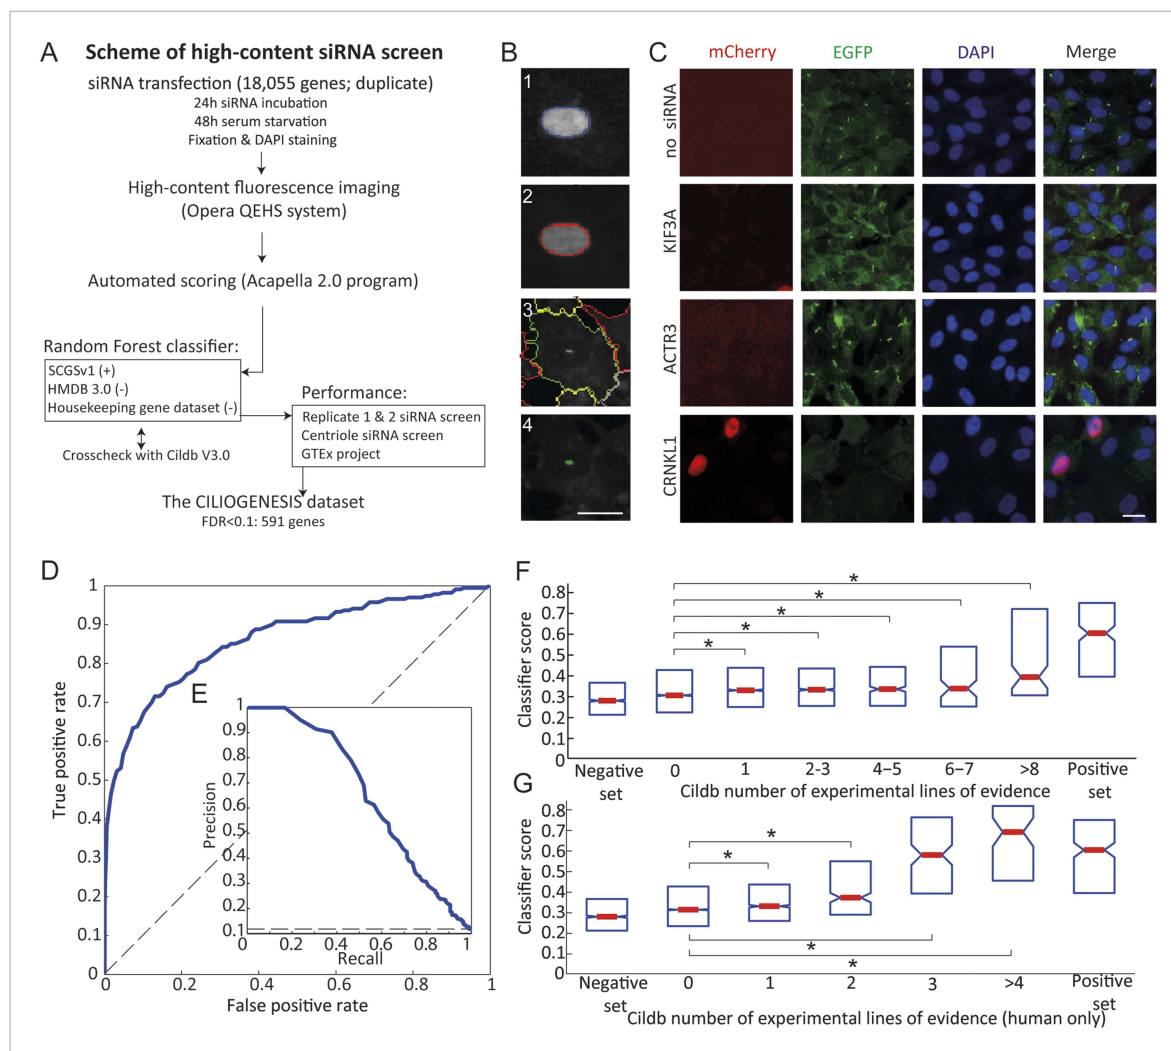 A
Scheme of high-content siRNA screen
siRNA transfection (18,055 genes; duplicate)
24h siRNA incubation
48h serum starvation
Fixation & DAPI staining
High-content fluorescence imaging
(Opera QEHS system)
Automated scoring (Acapella 2.0 program)
Random Forest classifier:
SCGSv1 (+)
HMDB 3.0 (-)
Housekeeping gene dataset (-)
Crosscheck with Cildb V3.0
Performance:
Replicate 1 & 2 siRNA screen
Centriole siRNA screen
GTEx project
The CILIOGENESIS dataset
FDR<0.1: 591 genes
B
1
2
3
4
C
mCherry EGFP DAPI Merge
no siRNA
KIF3A
ACTR3
CRNKL1
D
True positive rate
1
0.9
0.8
0.7
0.6
0.5
0.4
0.3
0.2
0.1
0
0 0.2 0.4 0.6 0.8 1
False positive rate
E
Precision
1
0.9
0.8
0.7
0.6
0.5
0.4
0.3
0.2
0.1
0 0.2 0.4 0.6 0.8 1
Recall
F
Classifier score
0.8
0.7
0.6
0.5
0.4
0.3
0.2
0.1
0
* * * * *
Negative set 0 1 2-3 4–5 6–7 >8 Positive set
Cildb number of experimental lines of evidence
G
Classifier score
0.8
0.7
0.6
0.5
0.4
0.3
0.2
0.1
0
* * * *
Negative set 0 1 2 3 >4 Positive set
Cildb number of experimental lines of evidence (human only)